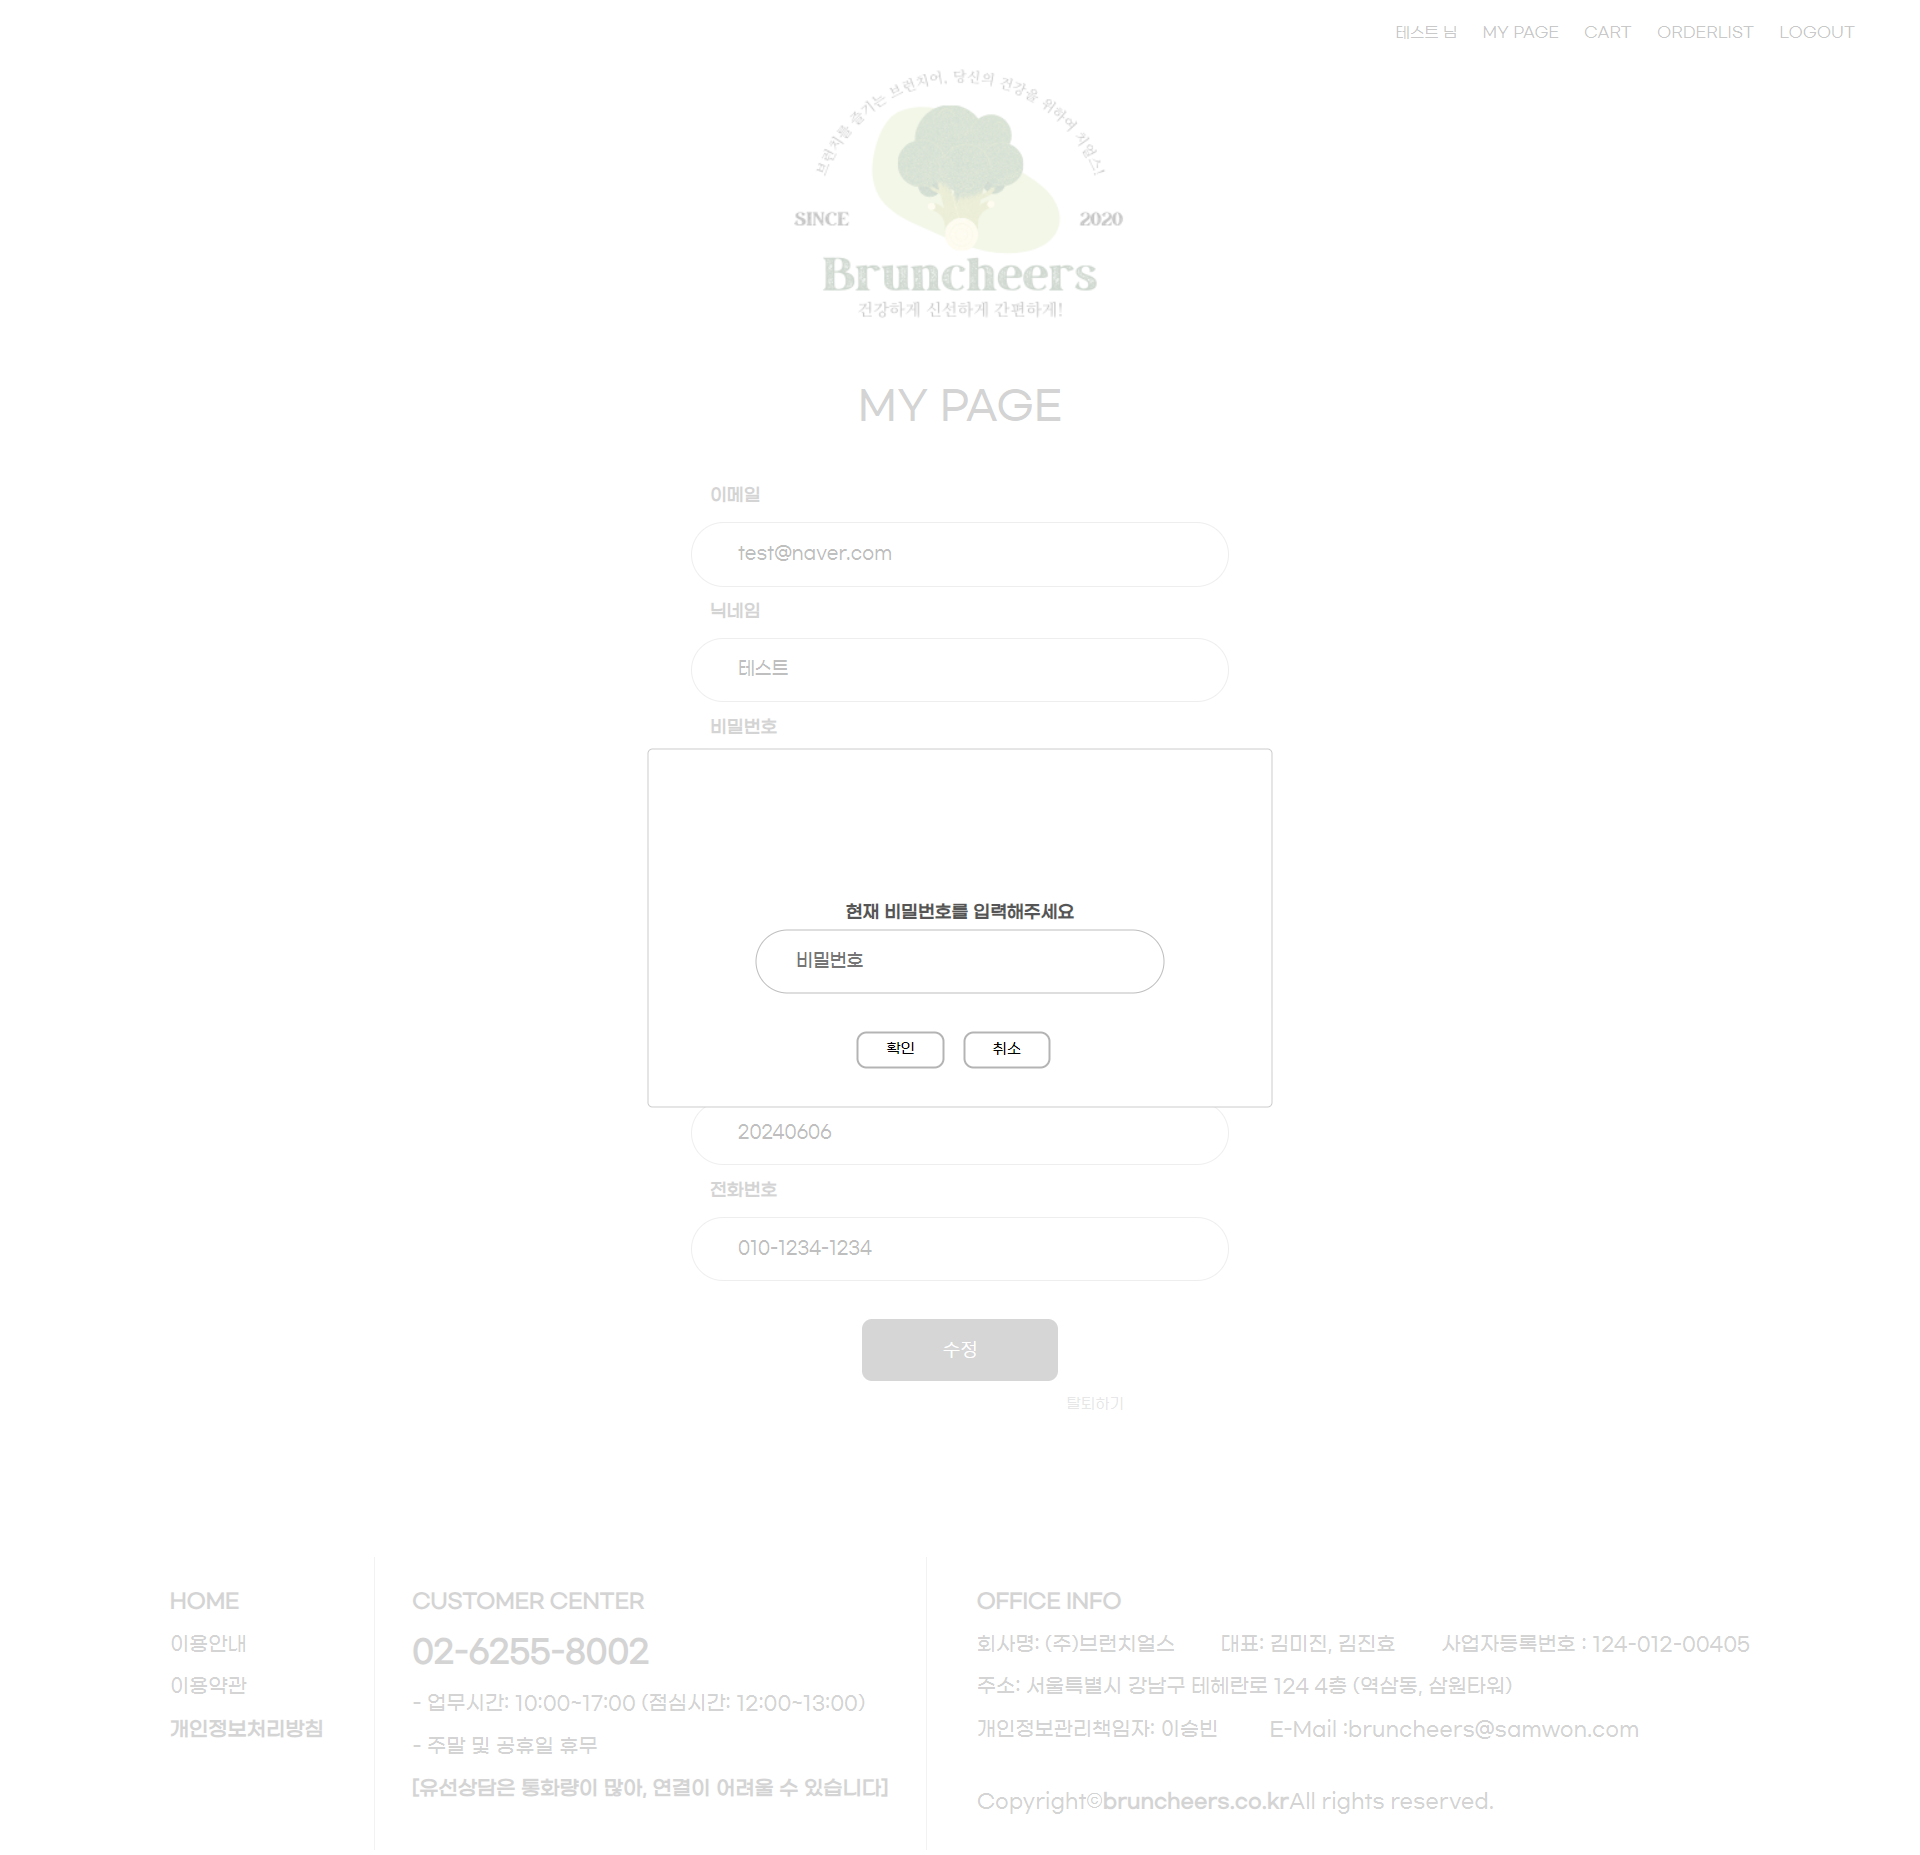 테스트 님 MY PAGE CART ORDERLIST LOGOUT
브런치를 즐기는 브런치어, 당신의 건강을 위하여 치얼스!
SINCE 2020
Bruncheers
건강하게 신선하게 간편하게!
MY PAGE
이메일
test@naver.com
닉네임
테스트
비밀번호
현재 비밀번호를 입력해주세요
비밀번호
확인 취소
20240606
전화번호
010-1234-1234
수정
탈퇴하기
HOME
이용안내
이용약관
개인정보처리방침
CUSTOMER CENTER
02-6255-8002
- 업무시간: 10:00~17:00 (점심시간: 12:00~13:00)
- 주말 및 공휴일 휴무
[유선상담은 통화량이 많아, 연결이 어려울 수 있습니다]
OFFICE INFO
회사명: (주)브런치얼스 대표: 김미진, 김진효 사업자등록번호 : 124-012-00405
주소: 서울특별시 강남구 테헤란로 124 4층 (역삼동, 삼원타워)
개인정보관리책임자: 이승빈 E-Mail :bruncheers@samwon.com
Copyright©bruncheers.co.krAll rights reserved.